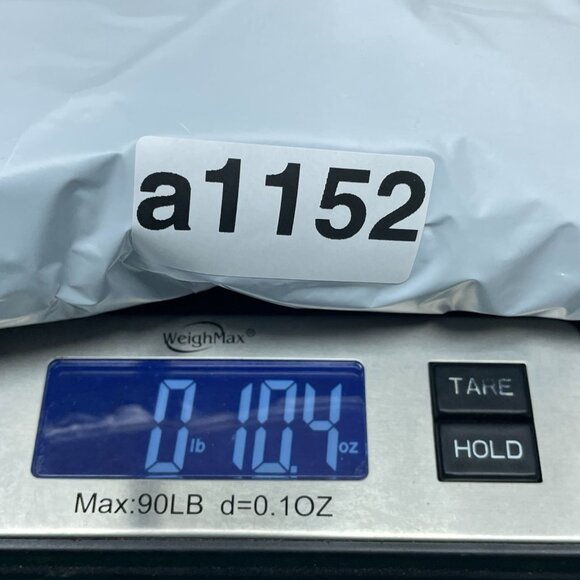 a1152
WeighMax®
0 lb 10.4 oz
TARE
HOLD
Max:90LB d=0.1OZ